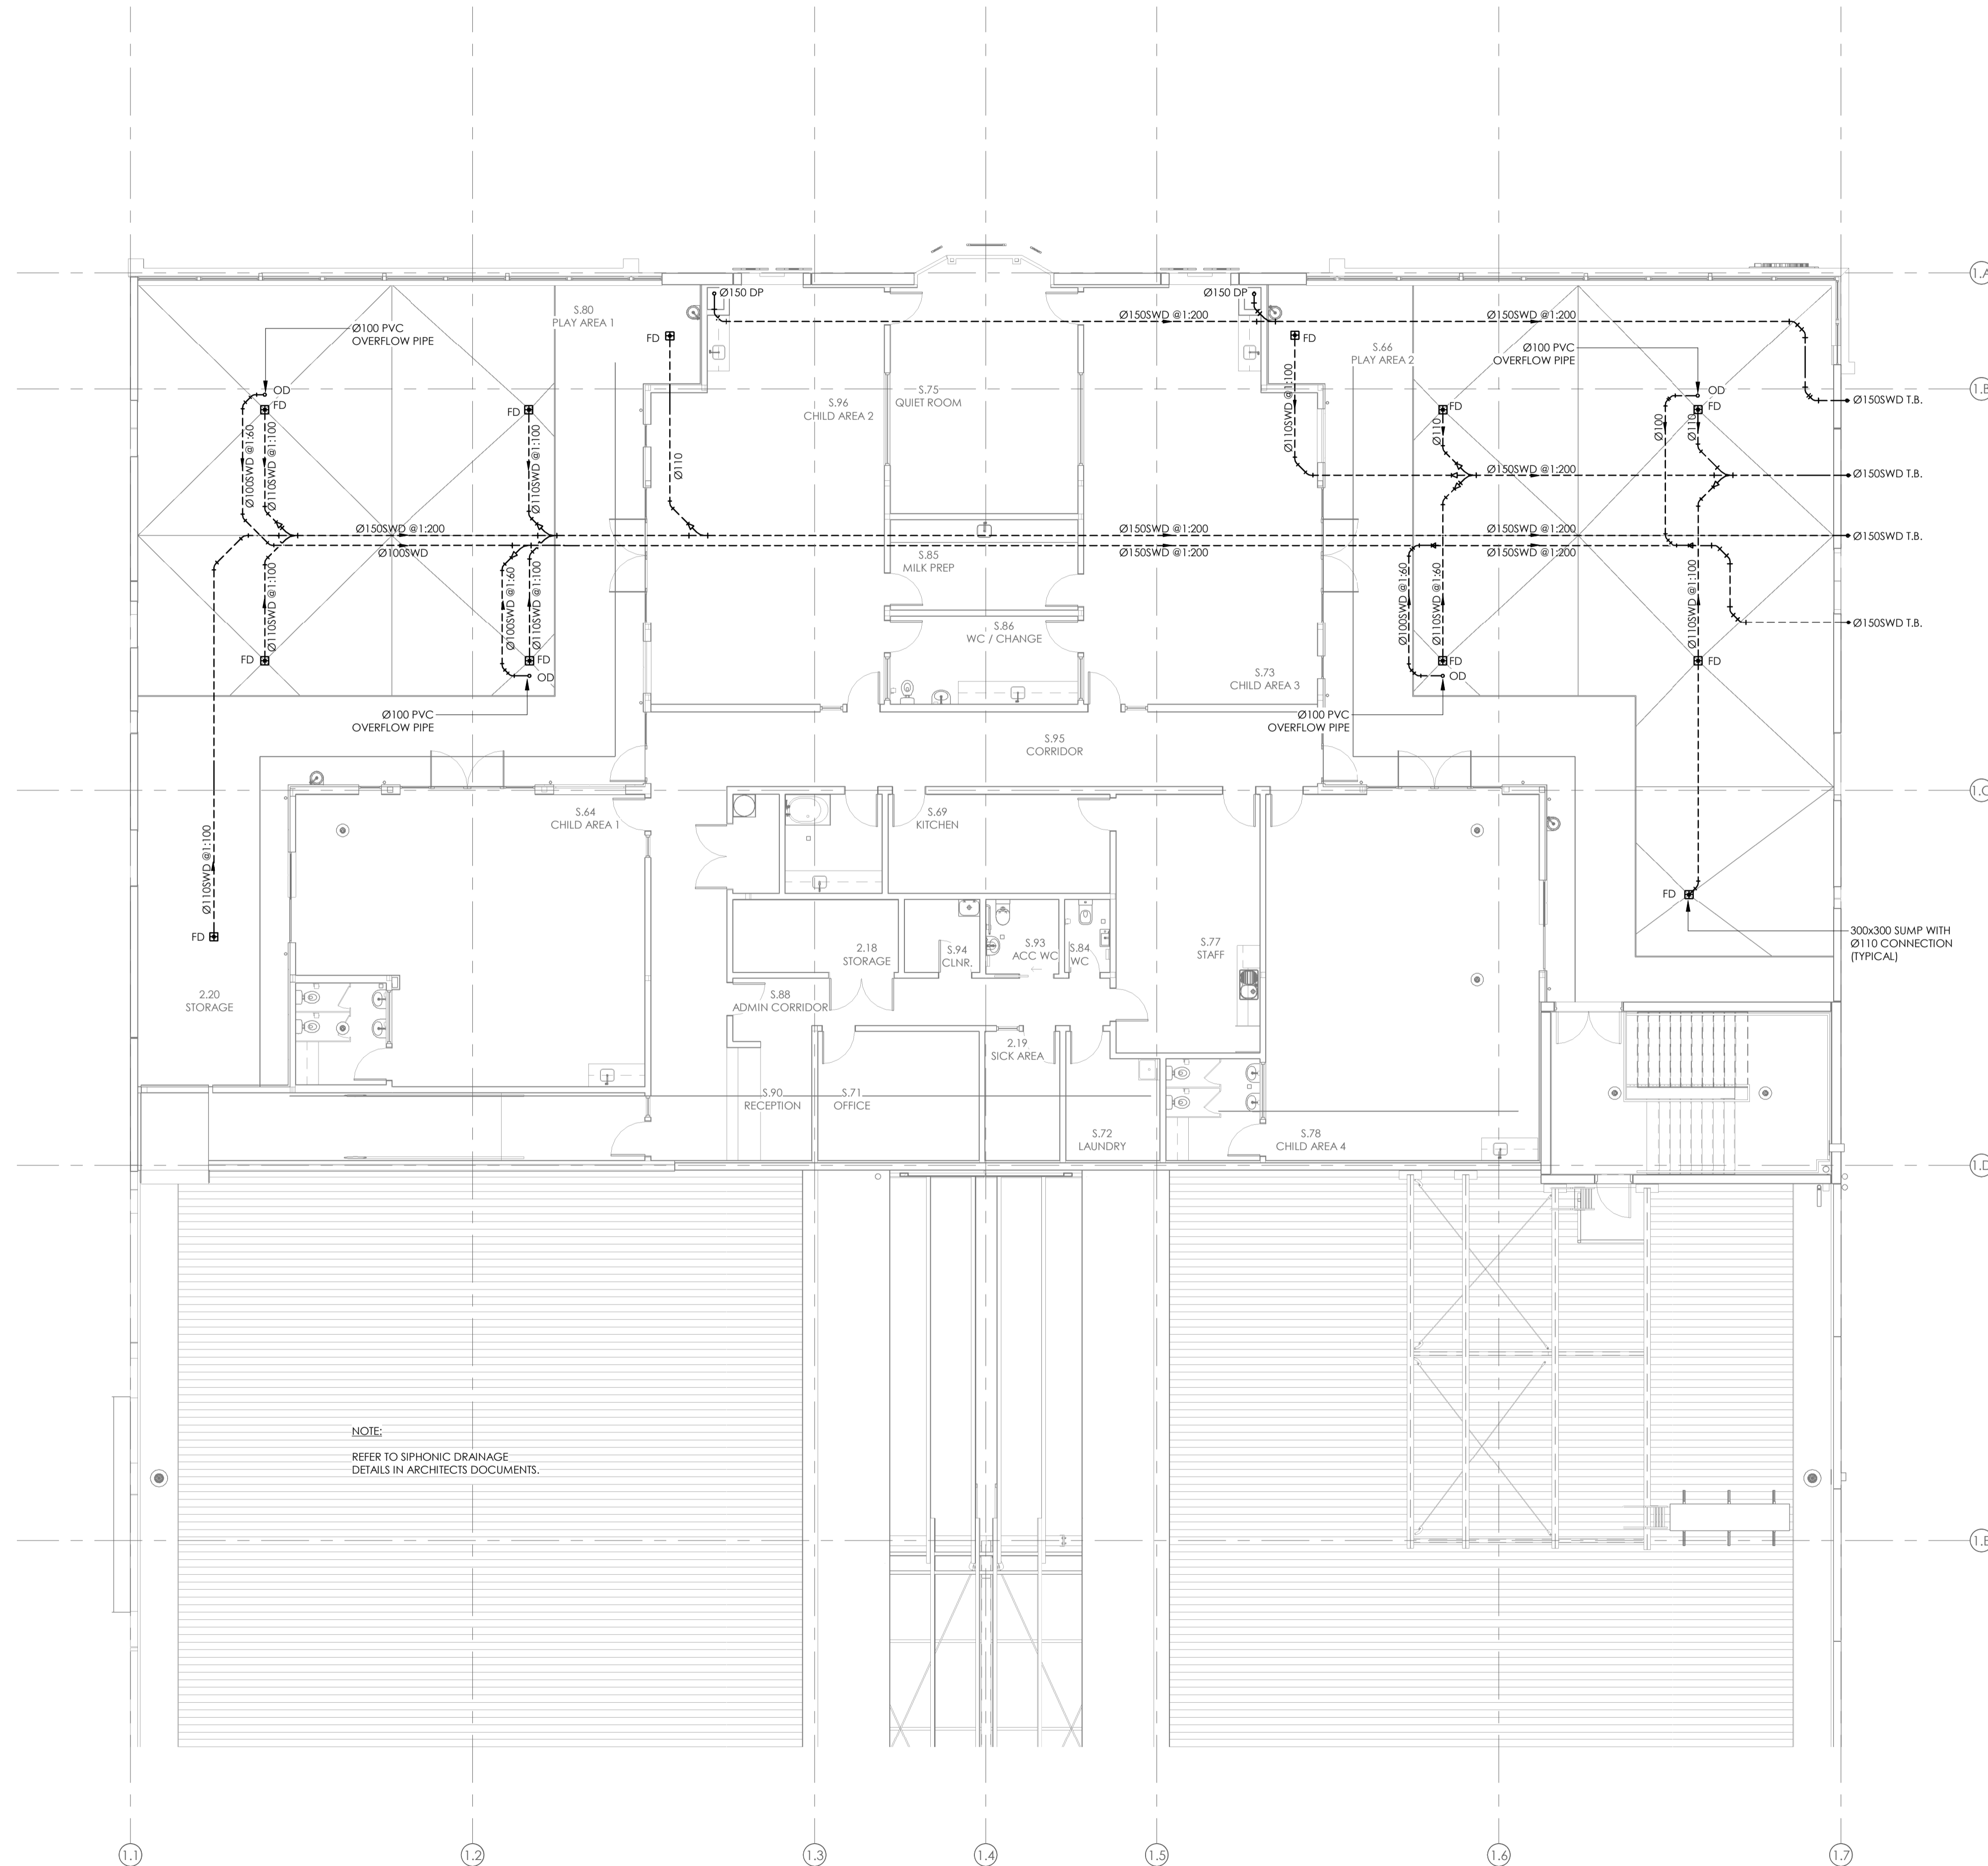 1.A
Ø150 DP
Ø150 DP
S.80
PLAY AREA 1
Ø150SWD @1:200
Ø150SWD @1:200
Ø100 PVC
OVERFLOW PIPE
FD
FD
S.66
PLAY AREA 2
Ø100 PVC
OVERFLOW PIPE
1.B
OD
FD
FD
S.96
CHILD AREA 2
S.75
QUIET ROOM
Ø110SWD @1:100
FD
OD
FD
Ø150SWD T.B.
Ø100SWD @1:60
Ø110SWD @1:100
Ø110SWD @1:100
Ø110
Ø110
Ø100
Ø110
Ø150SWD @1:200
Ø150SWD T.B.
Ø150SWD @1:200
Ø150SWD @1:200
Ø150SWD @1:200
Ø150SWD T.B.
Ø100SWD
Ø150SWD @1:200
Ø150SWD @1:200
S.85
MILK PREP
Ø110SWD @1:100
Ø100SWD @1:60
Ø110SWD @1:100
Ø100SWD @1:60
Ø110SWD @1:60
Ø110SWD @1:100
S.86
WC / CHANGE
Ø150SWD T.B.
FD
FD
OD
S.73
CHILD AREA 3
FD
OD
FD
Ø100 PVC
OVERFLOW PIPE
Ø100 PVC
OVERFLOW PIPE
S.95
CORRIDOR
1.C
S.64
CHILD AREA 1
S.69
KITCHEN
Ø110SWD @1:100
FD
FD
300x300 SUMP WITH
Ø110 CONNECTION
(TYPICAL)
2.18
STORAGE
S.94
CLNR.
S.93
ACC WC
S.84
WC
S.77
STAFF
2.20
STORAGE
S.88
ADMIN CORRIDOR
2.19
SICK AREA
S.90
RECEPTION
S.71
OFFICE
S.72
LAUNDRY
S.78
CHILD AREA 4
1.D
NOTE:
REFER TO SIPHONIC DRAINAGE
DETAILS IN ARCHITECTS DOCUMENTS.
1.E
1.1
1.2
1.3
1.4
1.5
1.6
1.7